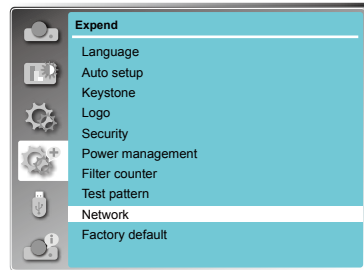 Expend
Language
Auto setup
Keystone
Logo
Security
Power management
Filter counter
Test pattern
Network
Factory default